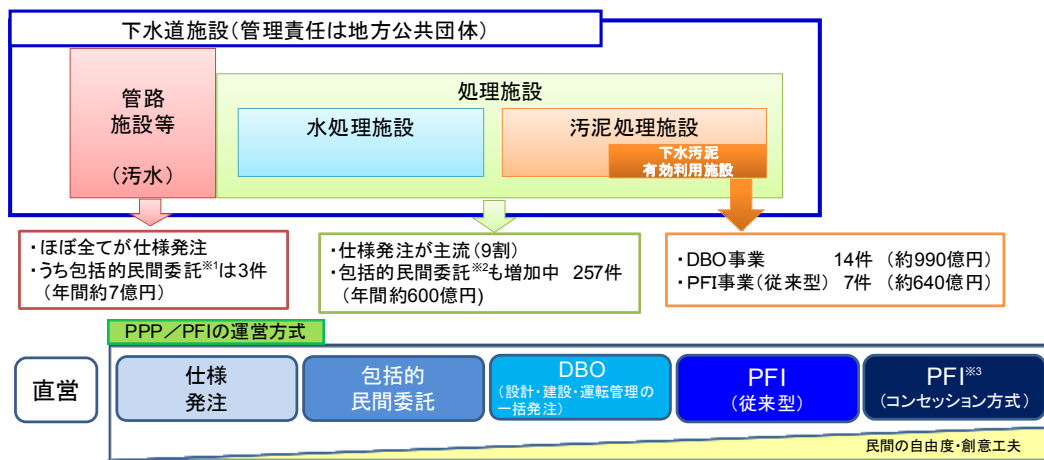 下水道施設(管理責任は地方公共団体)
管路
施設等
(汚水)
処理施設
水処理施設
汚泥処理施設
下水汚泥
有効利用施設
・ほぼ全てが仕様発注
・うち包括的民間委託※1は3件
(年間約7億円)
・仕様発注が主流(9割)
・包括的民間委託※2も増加中 257件
(年間約600億円)
・DBO事業 14件 (約990億円)
・PFI事業(従来型) 7件 (約640億円)
PPP/PFIの運営方式
直営
仕様
発注
包括的
民間委託
DBO
(設計・建設・運転管理の
一括発注)
PFI
(従来型)
PFI※3
(コンセッション方式)
民間の自由度・創意工夫